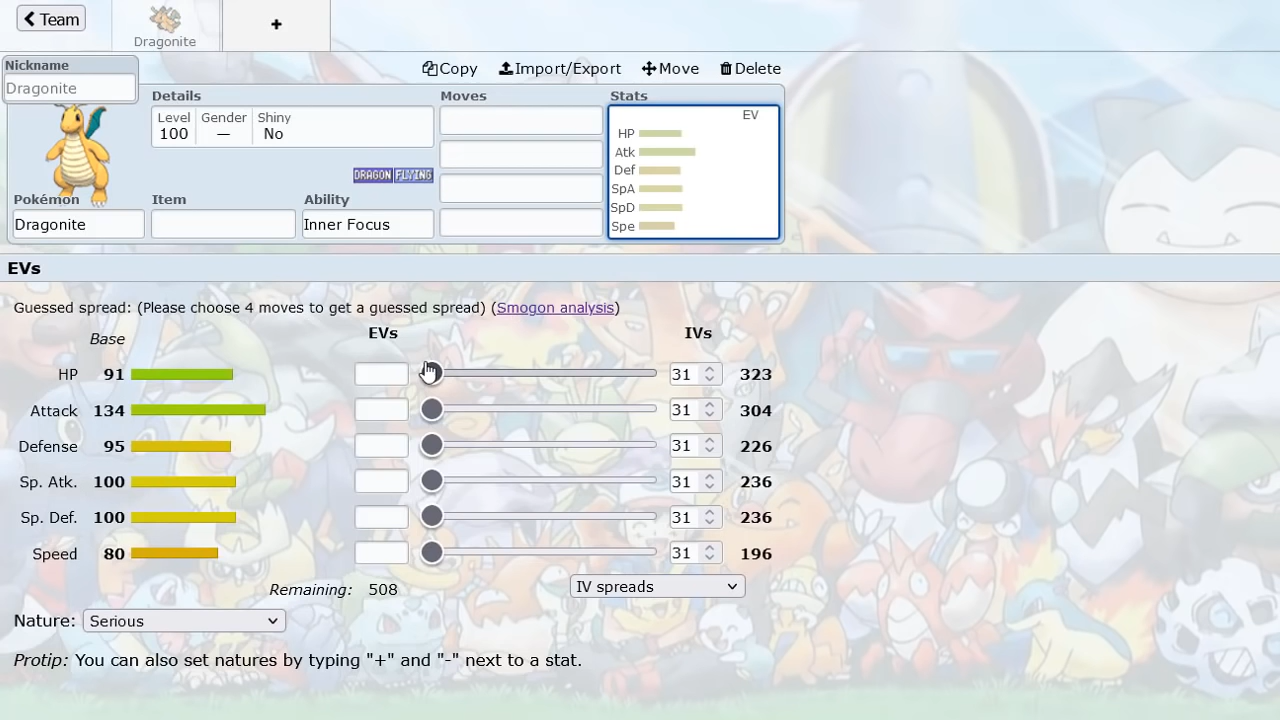 Team
Dragonite
+
Nickname
Dragonite
Copy
Import/Export
Move
Delete
Details
Moves
Stats
Level
100
Gender
—
Shiny
No
EV
HP
Atk
Def
SpA
SpD
Spe
DRAGON
FLYING
Pokémon
Dragonite
Item
Ability
Inner Focus
EVs
Guessed spread: (Please choose 4 moves to get a guessed spread) (Smogon analysis)
Base
EVs
IVs
HP 91 31 323
Attack 134 31 304
Defense 95 31 226
Sp. Atk. 100 31 236
Sp. Def. 100 31 236
Speed 80 31 196
Remaining: 508
IV spreads
Nature: Serious
Protip: You can also set natures by typing "+" and "-" next to a stat.